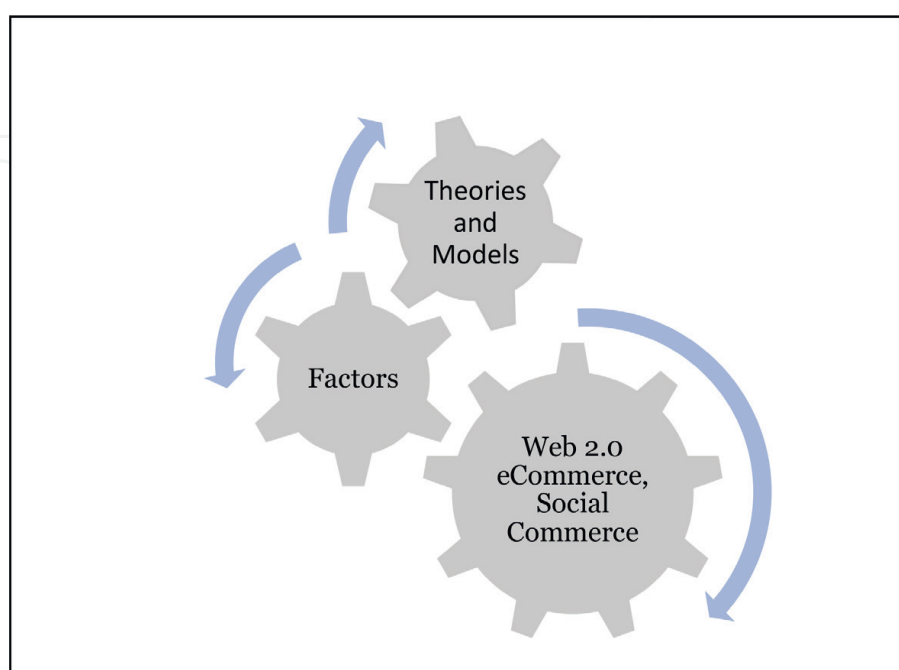 Theories
and
Models
Factors
Web 2.0
eCommerce,
Social
Commerce